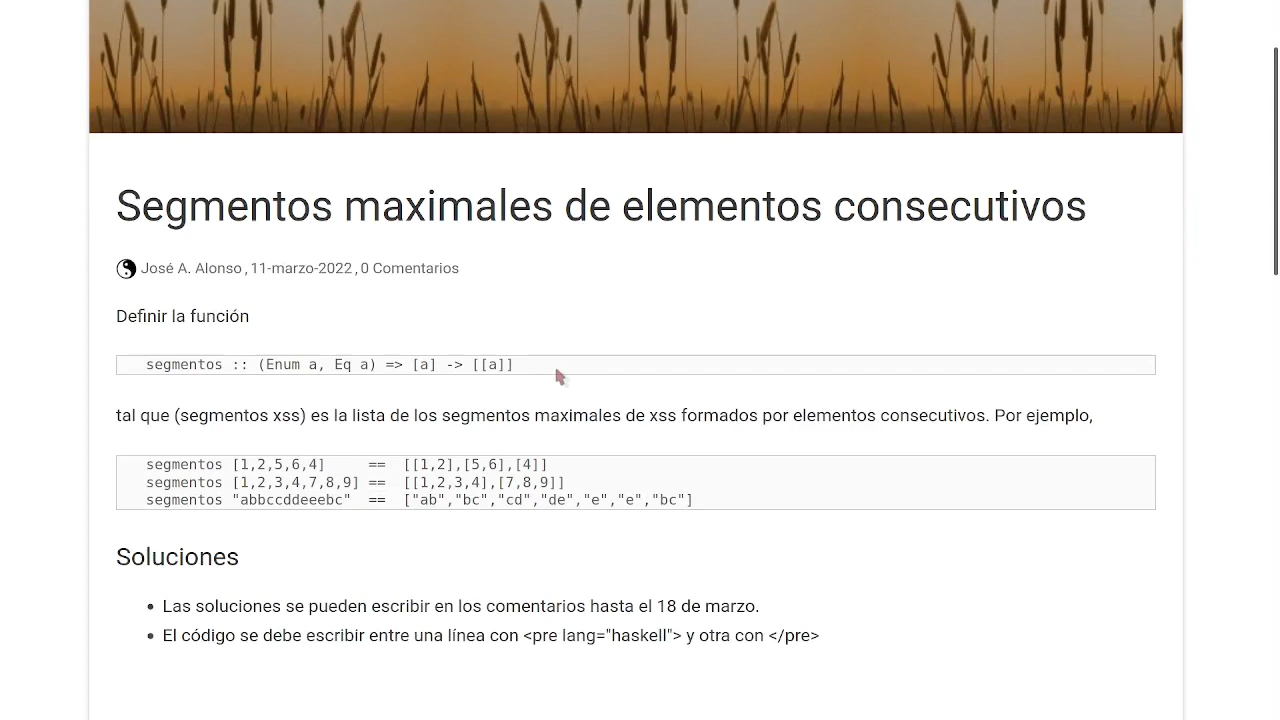 Segmentos maximales de elementos consecutivos
José A. Alonso , 11-marzo-2022 , 0 Comentarios
Definir la función
segmentos :: (Enum a, Eq a) => [a] -> [[a]]
tal que (segmentos xss) es la lista de los segmentos maximales de xss formados por elementos consecutivos. Por ejemplo,
segmentos [1,2,5,6,4]     ==  [[1,2],[5,6],[4]]
segmentos [1,2,3,4,7,8,9] ==  [[1,2,3,4],[7,8,9]]
segmentos "abbccddeeebc"  ==  ["ab","bc","cd","de","e","e","bc"]
Soluciones
• Las soluciones se pueden escribir en los comentarios hasta el 18 de marzo.
• El código se debe escribir entre una línea con <pre lang="haskell"> y otra con </pre>